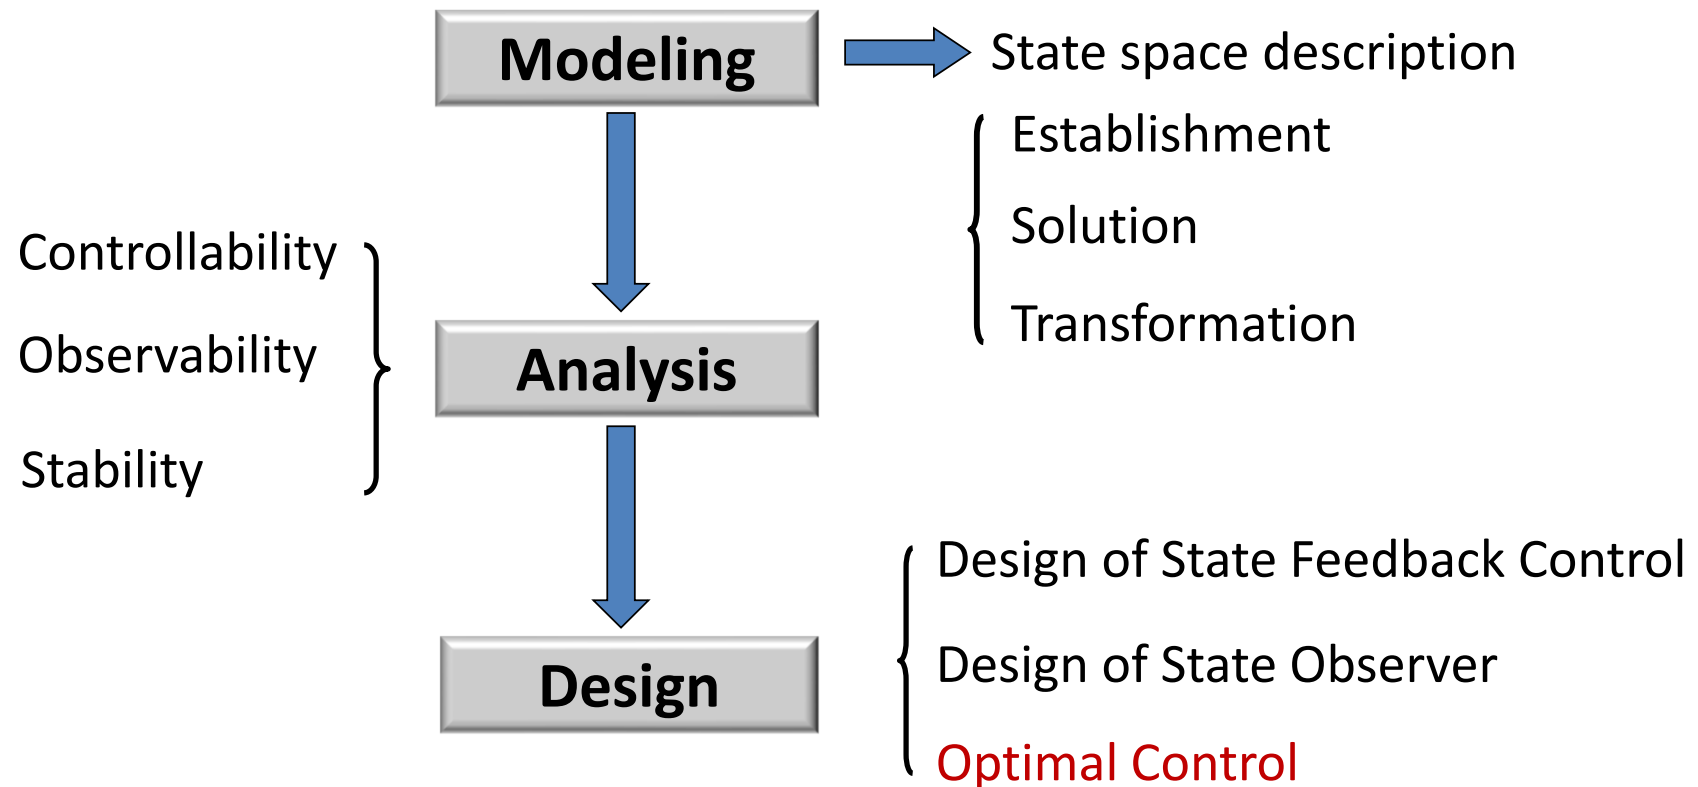 Modeling
State space description
Establishment
Solution
Transformation
Controllability
Observability
Stability
Analysis
Design
Design of State Feedback Control
Design of State Observer
Optimal Control